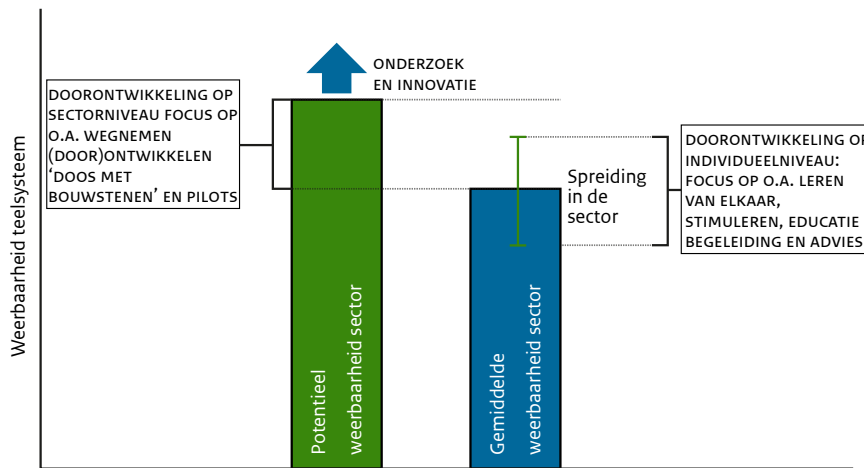 ONDERZOEK
EN INNOVATIE
DOORONTWIKKELING OP
SECTORNIVEAU FOCUS OP
O.A. WEGNEMEN
(DOOR)ONTWIKKELEN
‘DOOS MET
BOUWSTENEN’ EN PILOTS
Weerbaarheid teelsysteem
Potentieel
weerbaarheid sector
Gemiddelde
weerbaarheid sector
Spreiding
in de
sector
DOORONTWIKKELING OP
INDIVIDUEELNIVEAU:
FOCUS OP O.A. LEREN
VAN ELKAAR,
STIMULEREN, EDUCATIE
BEGELEIDING EN ADVIES